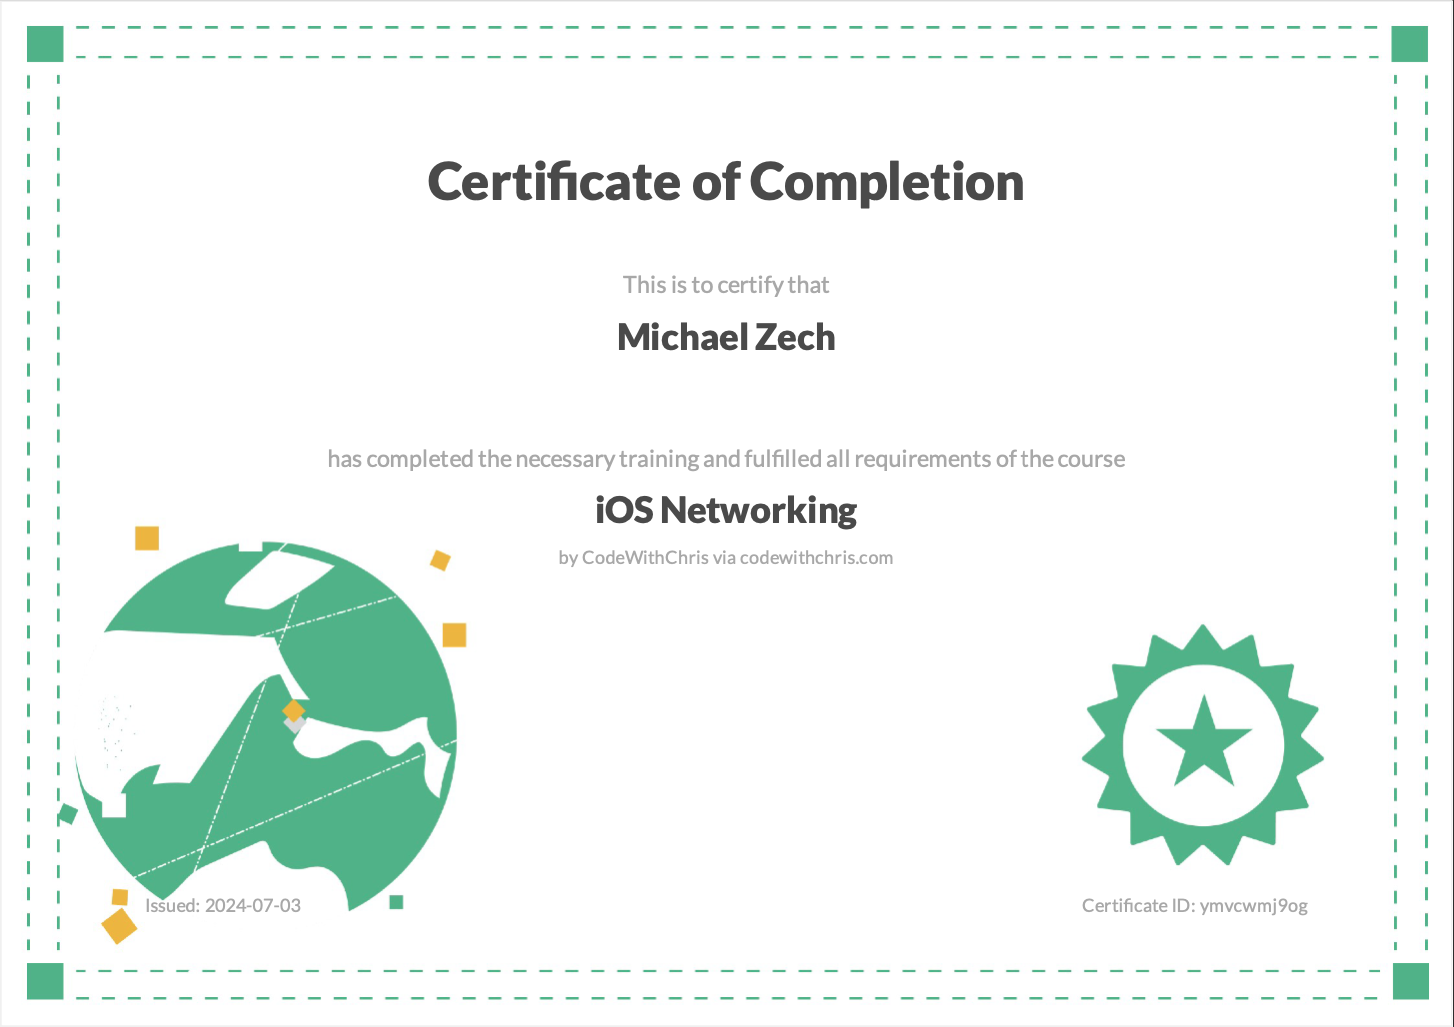 Certificate of Completion
This is to certify that
Michael Zech
has completed the necessary training and fulfilled all requirements of the course
iOS Networking
by CodeWithChris via codewithchris.com
Issued: 2024-07-03
Certificate ID: ymvcwmj9og